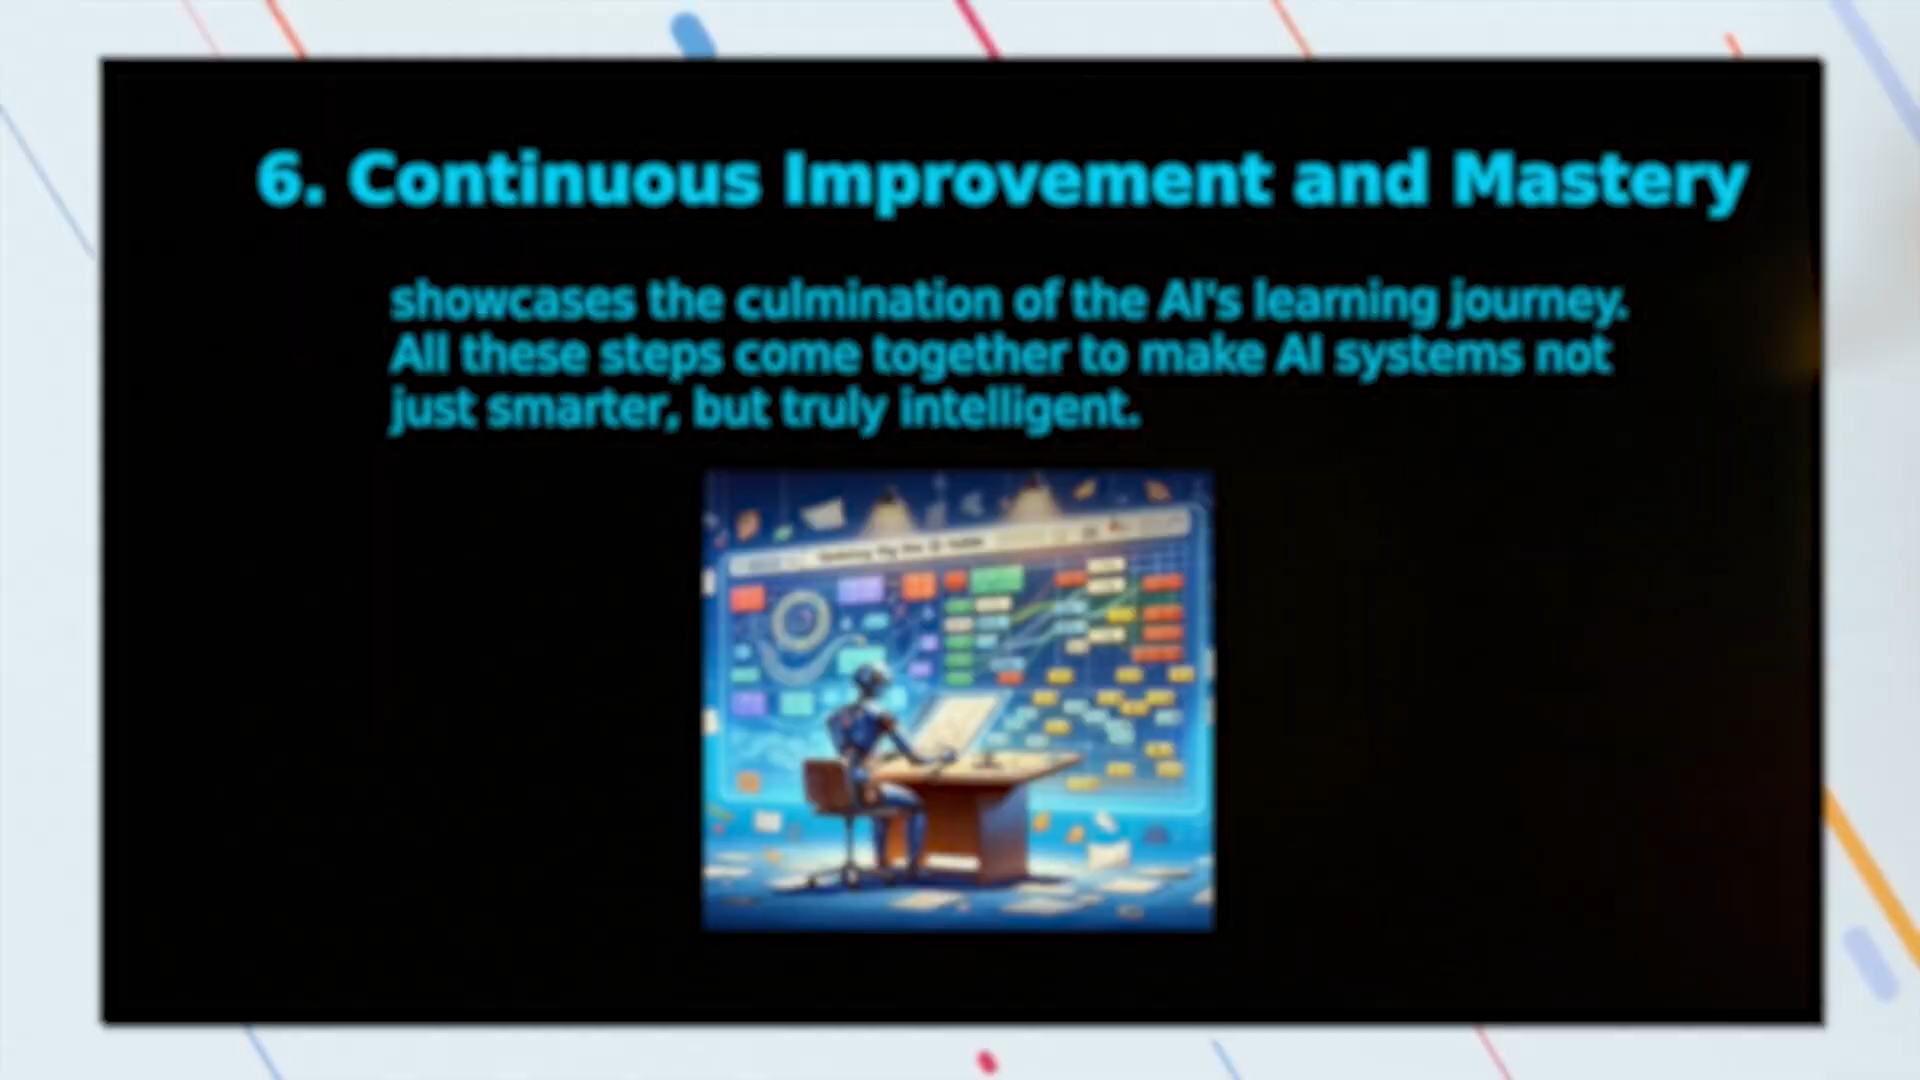 6. Continuous Improvement and Mastery
showcases the culmination of the AI's learning journey.
All these steps come together to make AI systems not
just smarter, but truly intelligent.